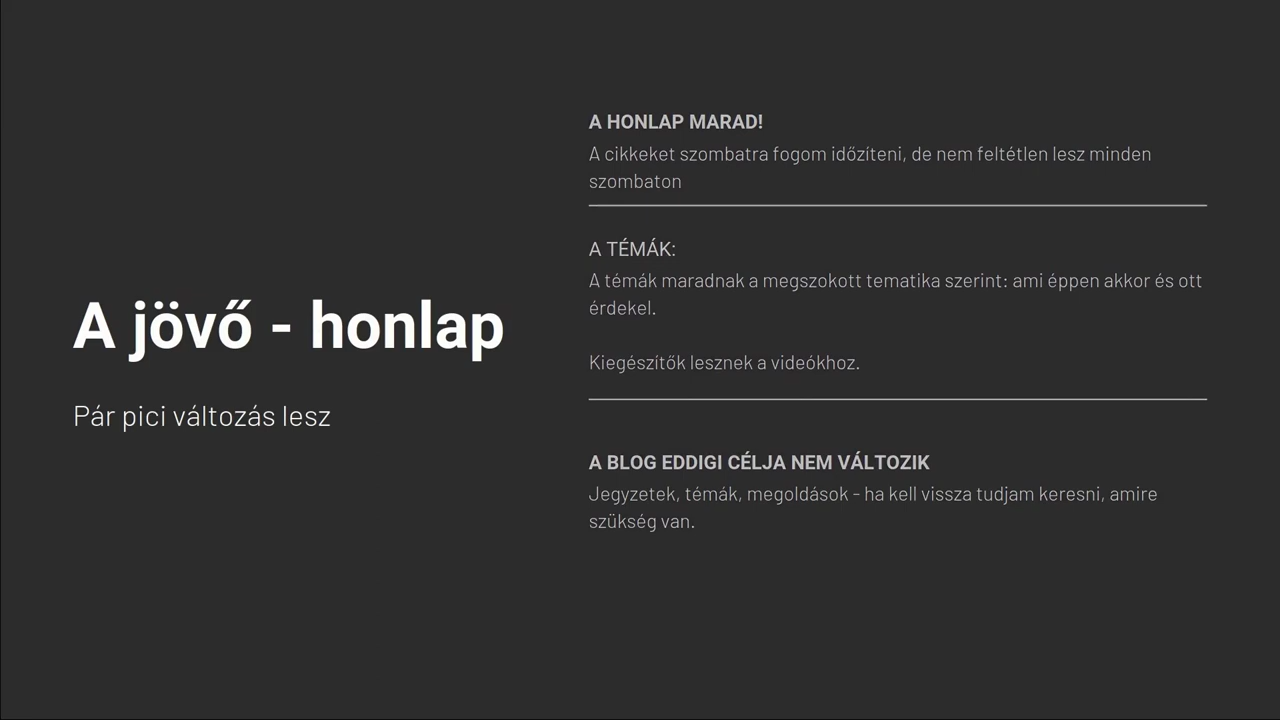 A jövő - honlap
Pár pici változás lesz
A HONLAP MARAD!
A cikkeket szombatra fogom időzíteni, de nem feltétlen lesz minden
szombaton
A TÉMÁK:
A témák maradnak a megszokott tematika szerint: ami éppen akkor és ott
érdekel.
Kiegészítők lesznek a videókhoz.
A BLOG EDDIGI CÉLJA NEM VÁLTOZIK
Jegyzetek, témák, megoldások - ha kell vissza tudjam keresni, amire
szükség van.